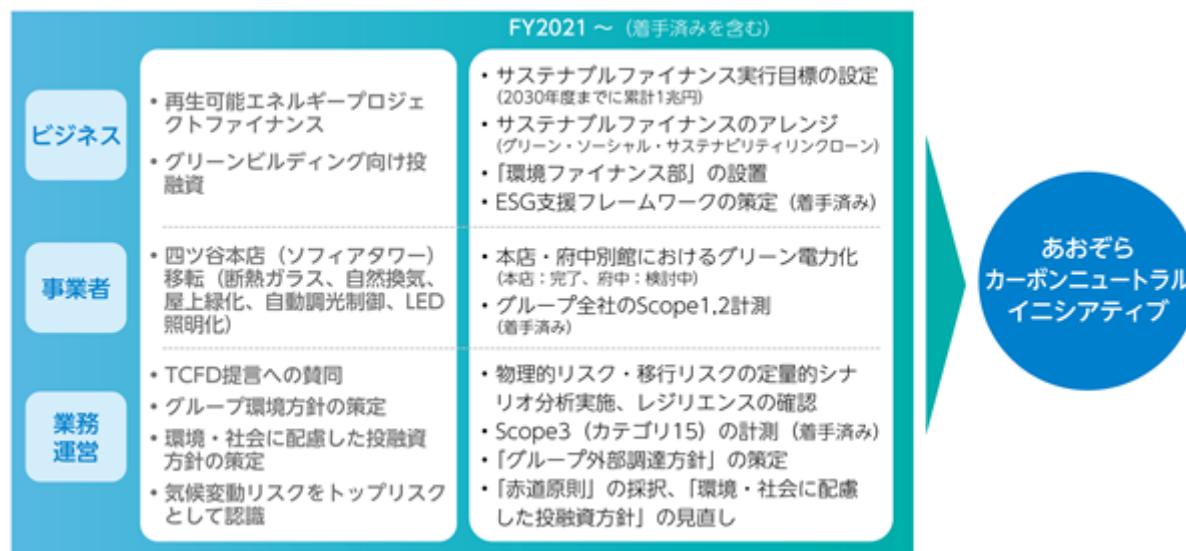 FY2021 ～（着手済みを含む）
ビジネス
• 再生可能エネルギープロジェ
クトファイナンス
• グリーンビルディング向け投
融資
• サステナブルファイナンス実行目標の設定
(2030年度までに累計1兆円)
• サステナブルファイナンスのアレンジ
(グリーン・ソーシャル・サステナビリティリンクローン)
• 「環境ファイナンス部」の設置
• ESG支援フレームワークの策定（着手済み）
事業者
• 四ツ谷本店（ソフィアタワー）
移転（断熱ガラス、自然換気、
屋上緑化、自動調光制御、LED
照明化）
• 本店・府中別館におけるグリーン電力化
(本店：完了、府中：検討中)
• グループ全社のScope1,2計測
(着手済み)
業務
運営
• TCFD提言への賛同
• グループ環境方針の策定
• 環境・社会に配慮した投融資
方針の策定
• 気候変動リスクをトップリスク
として認識
• 物理的リスク・移行リスクの定量的シナ
リオ分析実施、レジリエンスの確認
• Scope3（カテゴリ15）の計測（着手済み）
• 「グループ外部調達方針」の策定
• 「赤道原則」の採択、「環境・社会に配慮
した投融資方針」の見直し
あおぞら
カーボンニュートラル
イニシアティブ